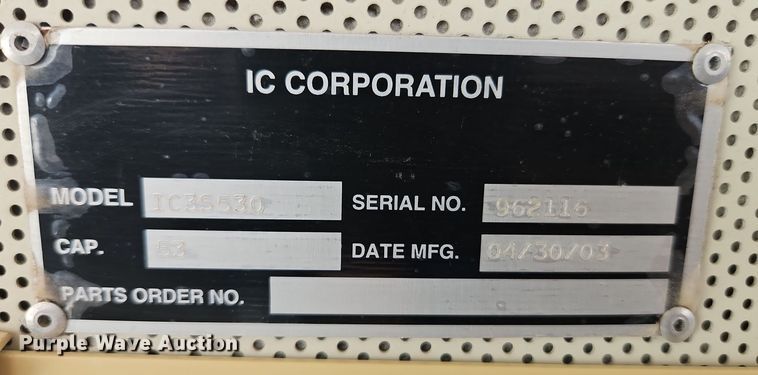 IC CORPORATION
MODEL IC3S530 SERIAL NO. 962116
CAP. 53 DATE MFG. 04/30/03
PARTS ORDER NO.
Purple Wave Auction